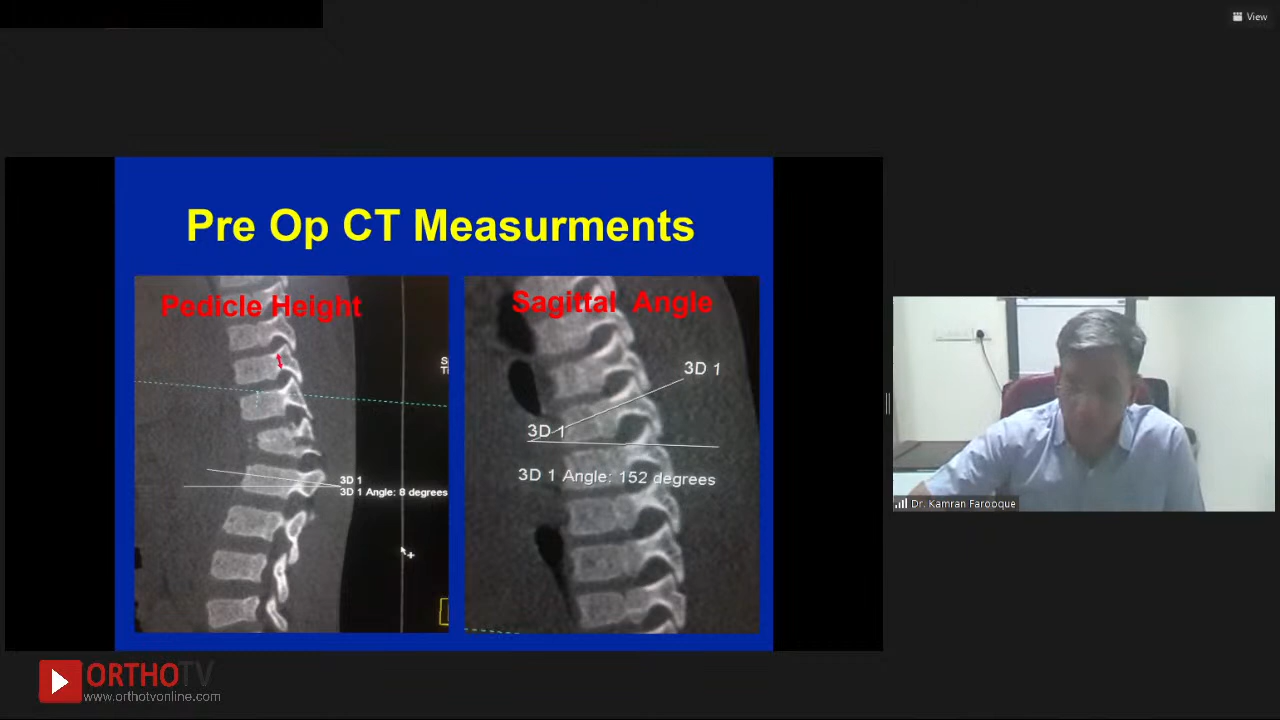 View
Pre Op CT Measurments
Pedicle Height
3D 1
3D 1 Angle: 8 degrees
Sagittal Angle
3D 1
3D 1
3D 1 Angle: 152 degrees
Dr. Kamran Farooque
ORTHOTV
www.orthotvonline.com